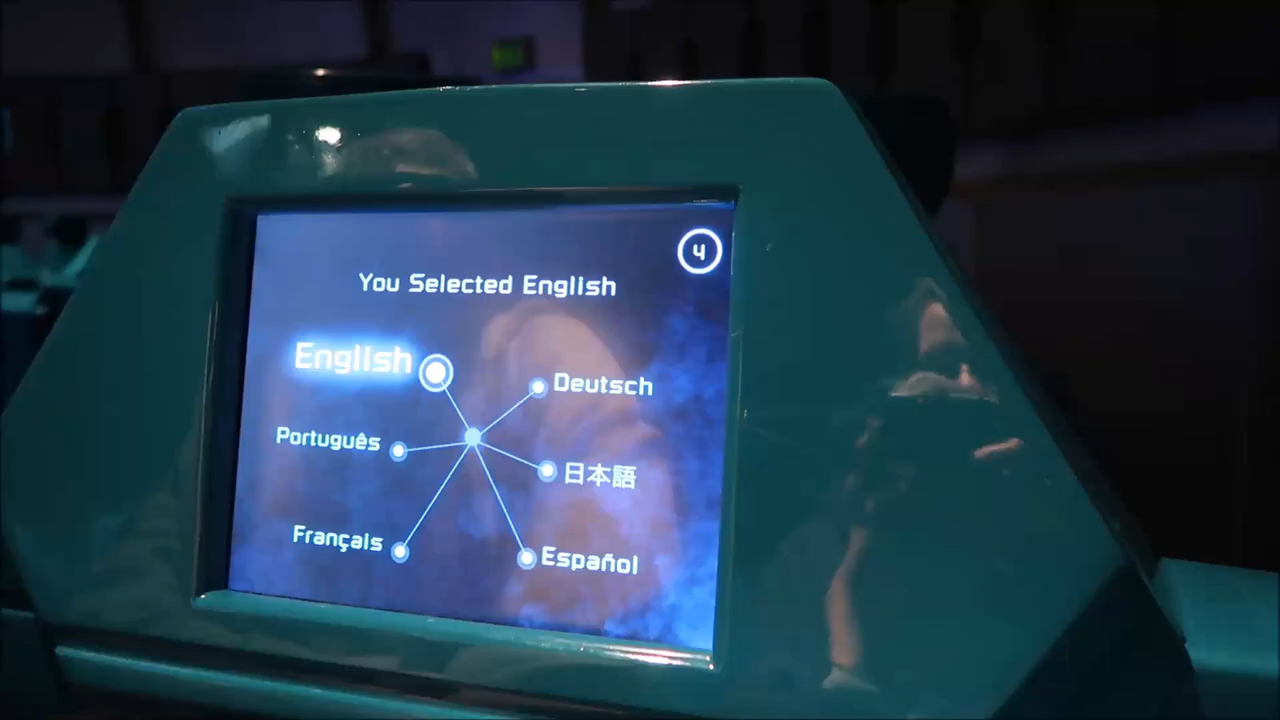 4
You Selected English
English
Deutsch
Português
日本語
Français
Español